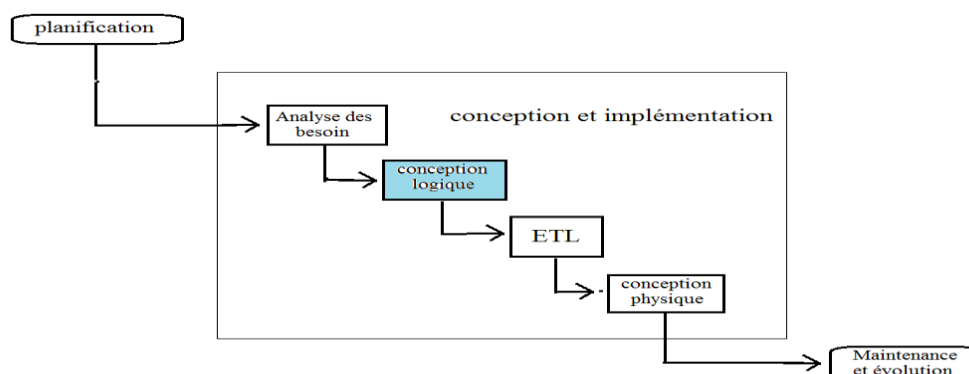 planification
conception et implémentation
Analyse des
besoin
conception
logique
ETL
conception
physique
Maintenance
et évolution